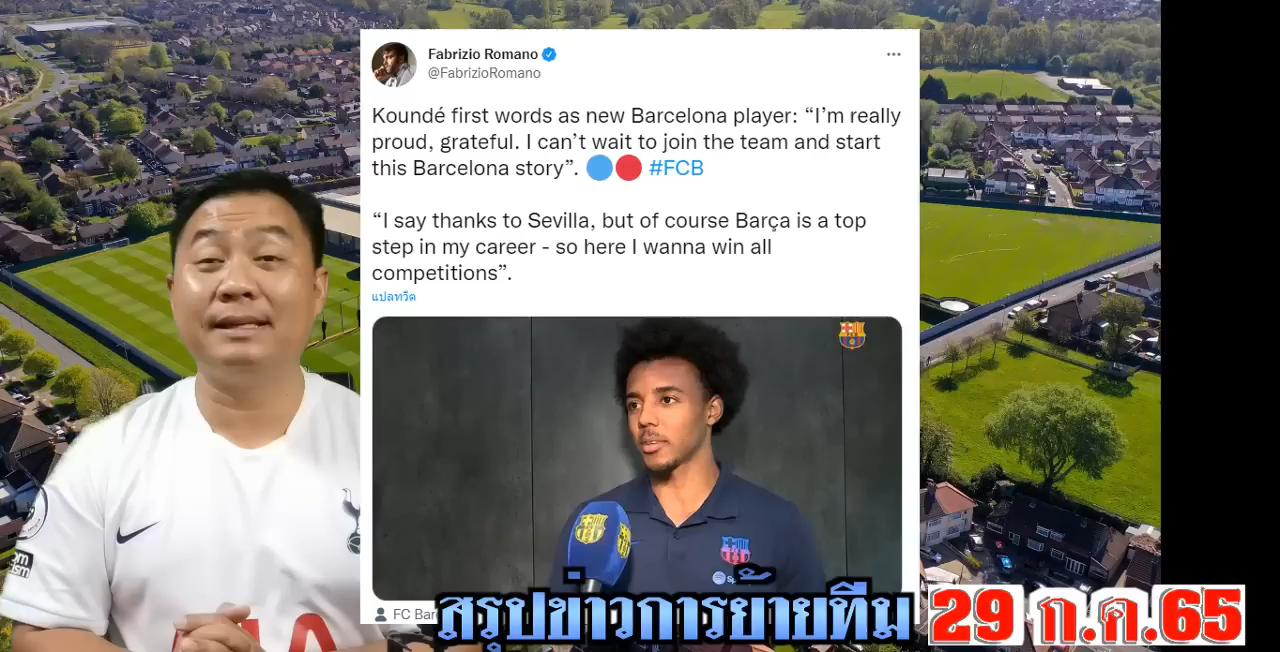 Fabrizio Romano
@FabrizioRomano
Koundé first words as new Barcelona player: “I’m really
proud, grateful. I can’t wait to join the team and start
this Barcelona story”. #FCB
“I say thanks to Sevilla, but of course Barça is a top
step in my career - so here I wanna win all
competitions”.
แปลทวีต
FC Bar
สรุปข่าวการย้ายทีม 29 ก.ค.65